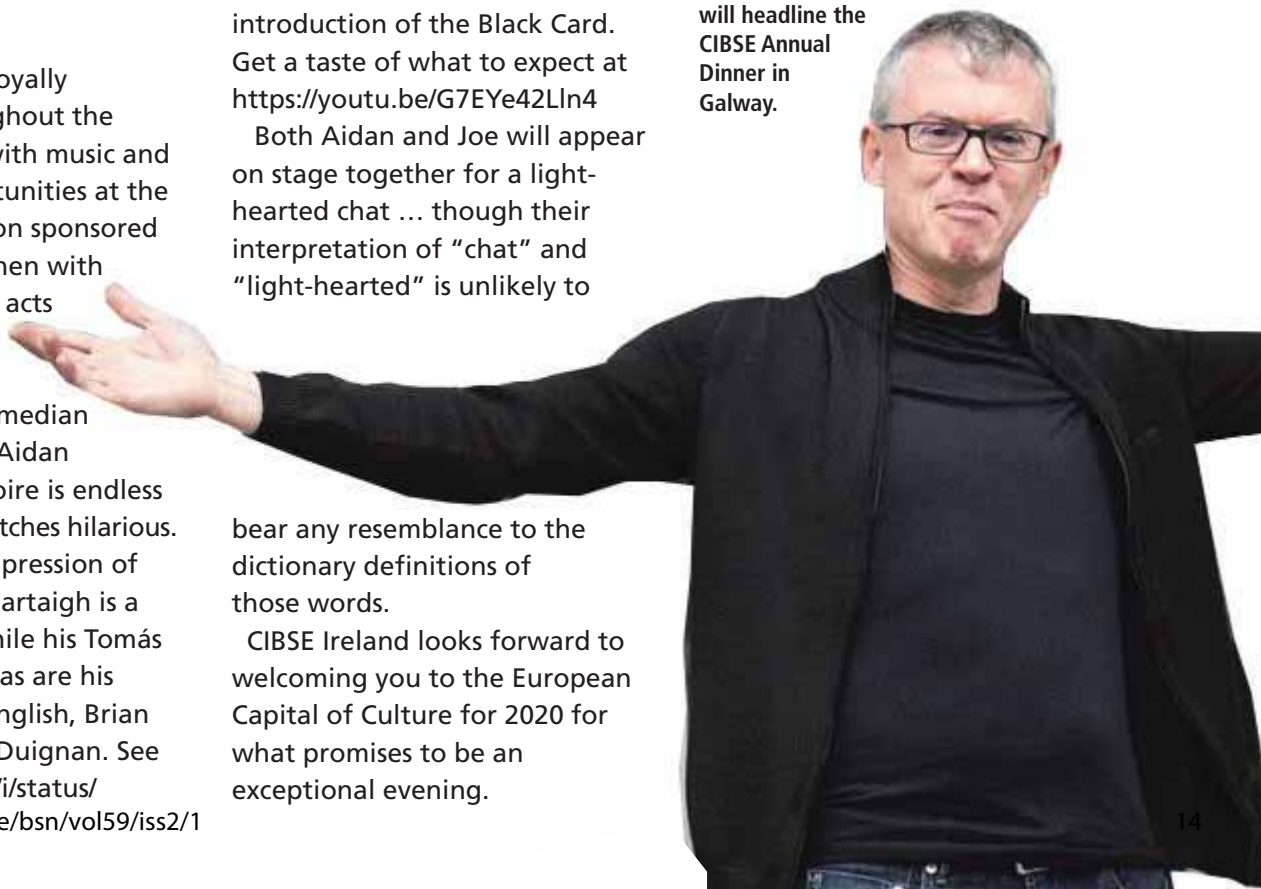 oyally
ghout the
with music and
tunities at the
on sponsored
hen with
acts
median
Aidan
oire is endless
tches hilarious.
pression of
artaigh is a
hile his Tomás
as are his
nglish, Brian
Duignan. See
/i/status/
e/bsn/vol59/iss2/1
introduction of the Black Card.
Get a taste of what to expect at
https://youtu.be/G7EYe42Lln4
Both Aidan and Joe will appear
on stage together for a light-
hearted chat … though their
interpretation of “chat” and
“light-hearted” is unlikely to
bear any resemblance to the
dictionary definitions of
those words.
CIBSE Ireland looks forward to
welcoming you to the European
Capital of Culture for 2020 for
what promises to be an
exceptional evening.
will headline the
CIBSE Annual
Dinner in
Galway.
14